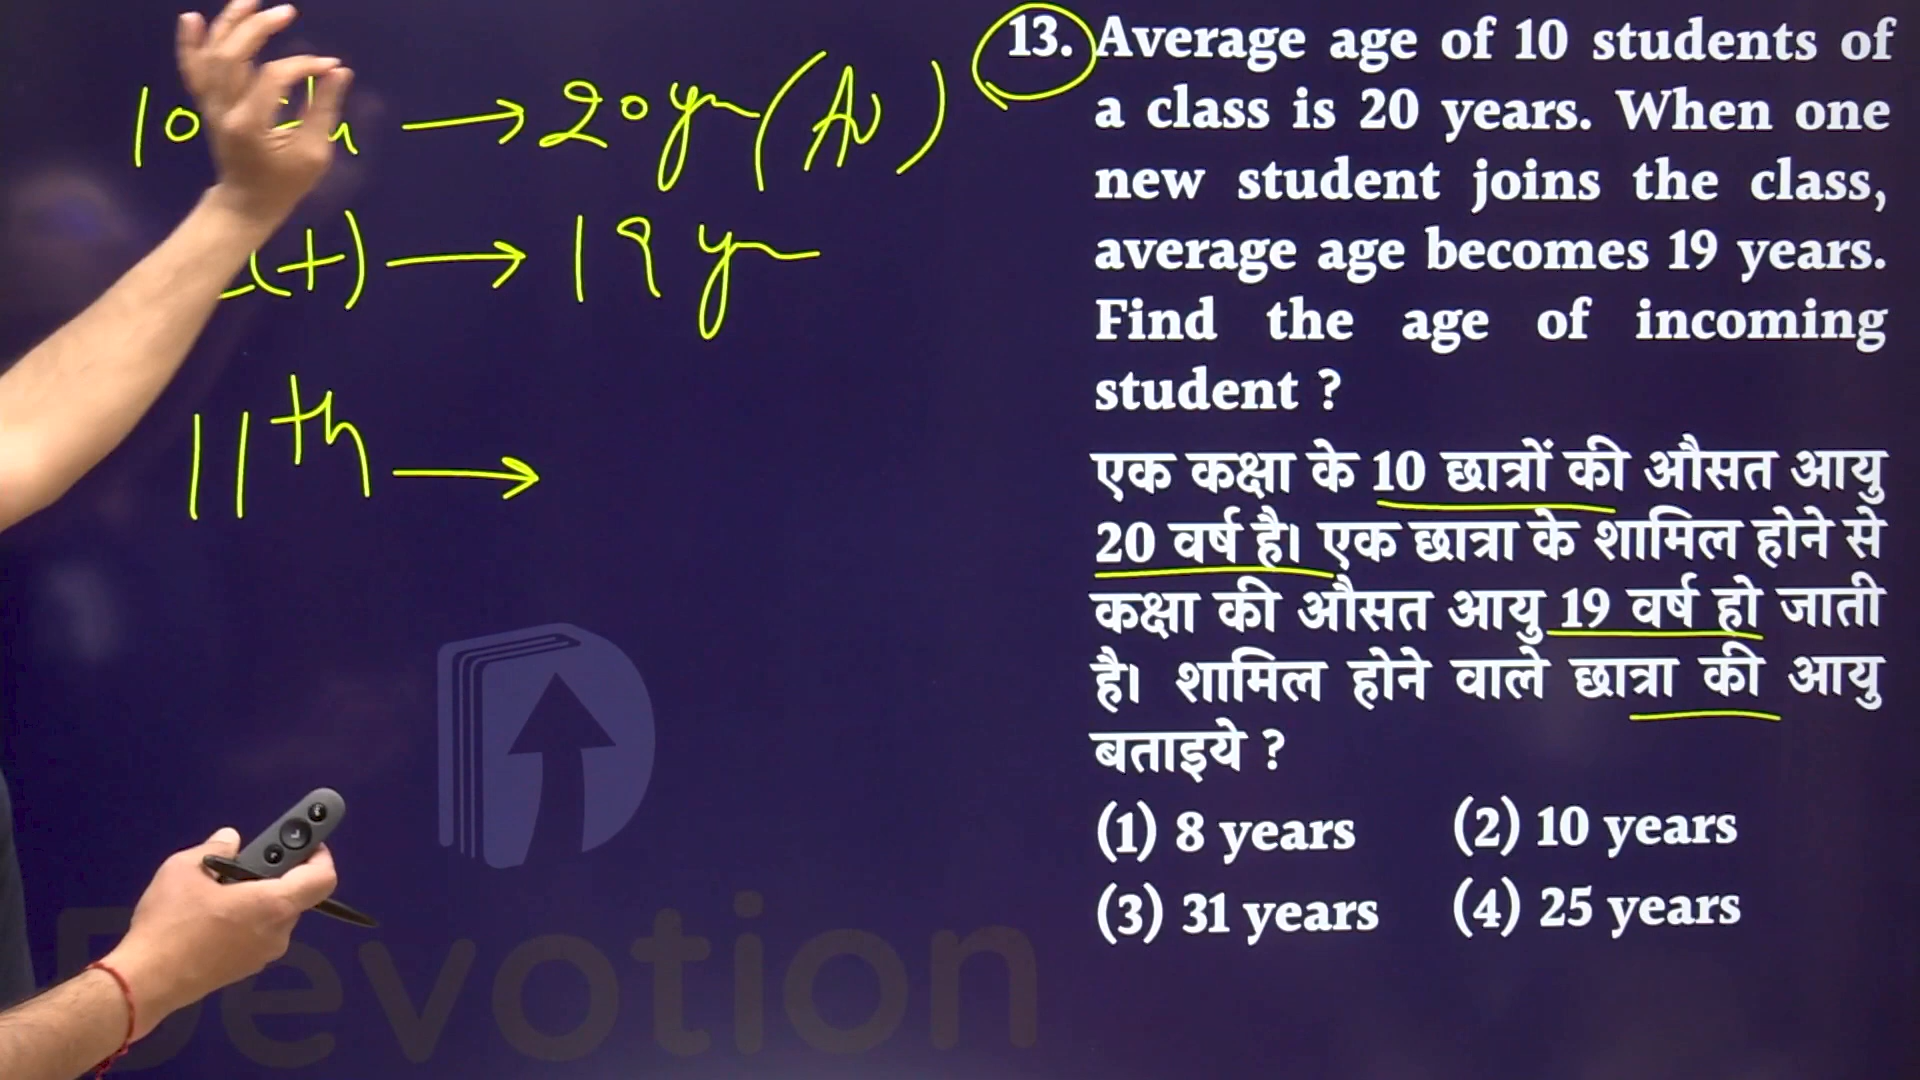 10 → 20 yr (Av)
(+) → 19 yr
11th →
13. Average age of 10 students of
a class is 20 years. When one
new student joins the class,
average age becomes 19 years.
Find the age of incoming
student ?
एक कक्षा के 10 छात्रों की औसत आयु
20 वर्ष है। एक छात्रा के शामिल होने से
कक्षा की औसत आयु 19 वर्ष हो जाती
है। शामिल होने वाले छात्रा की आयु
बताइये ?
(1) 8 years (2) 10 years
(3) 31 years (4) 25 years
Devotion